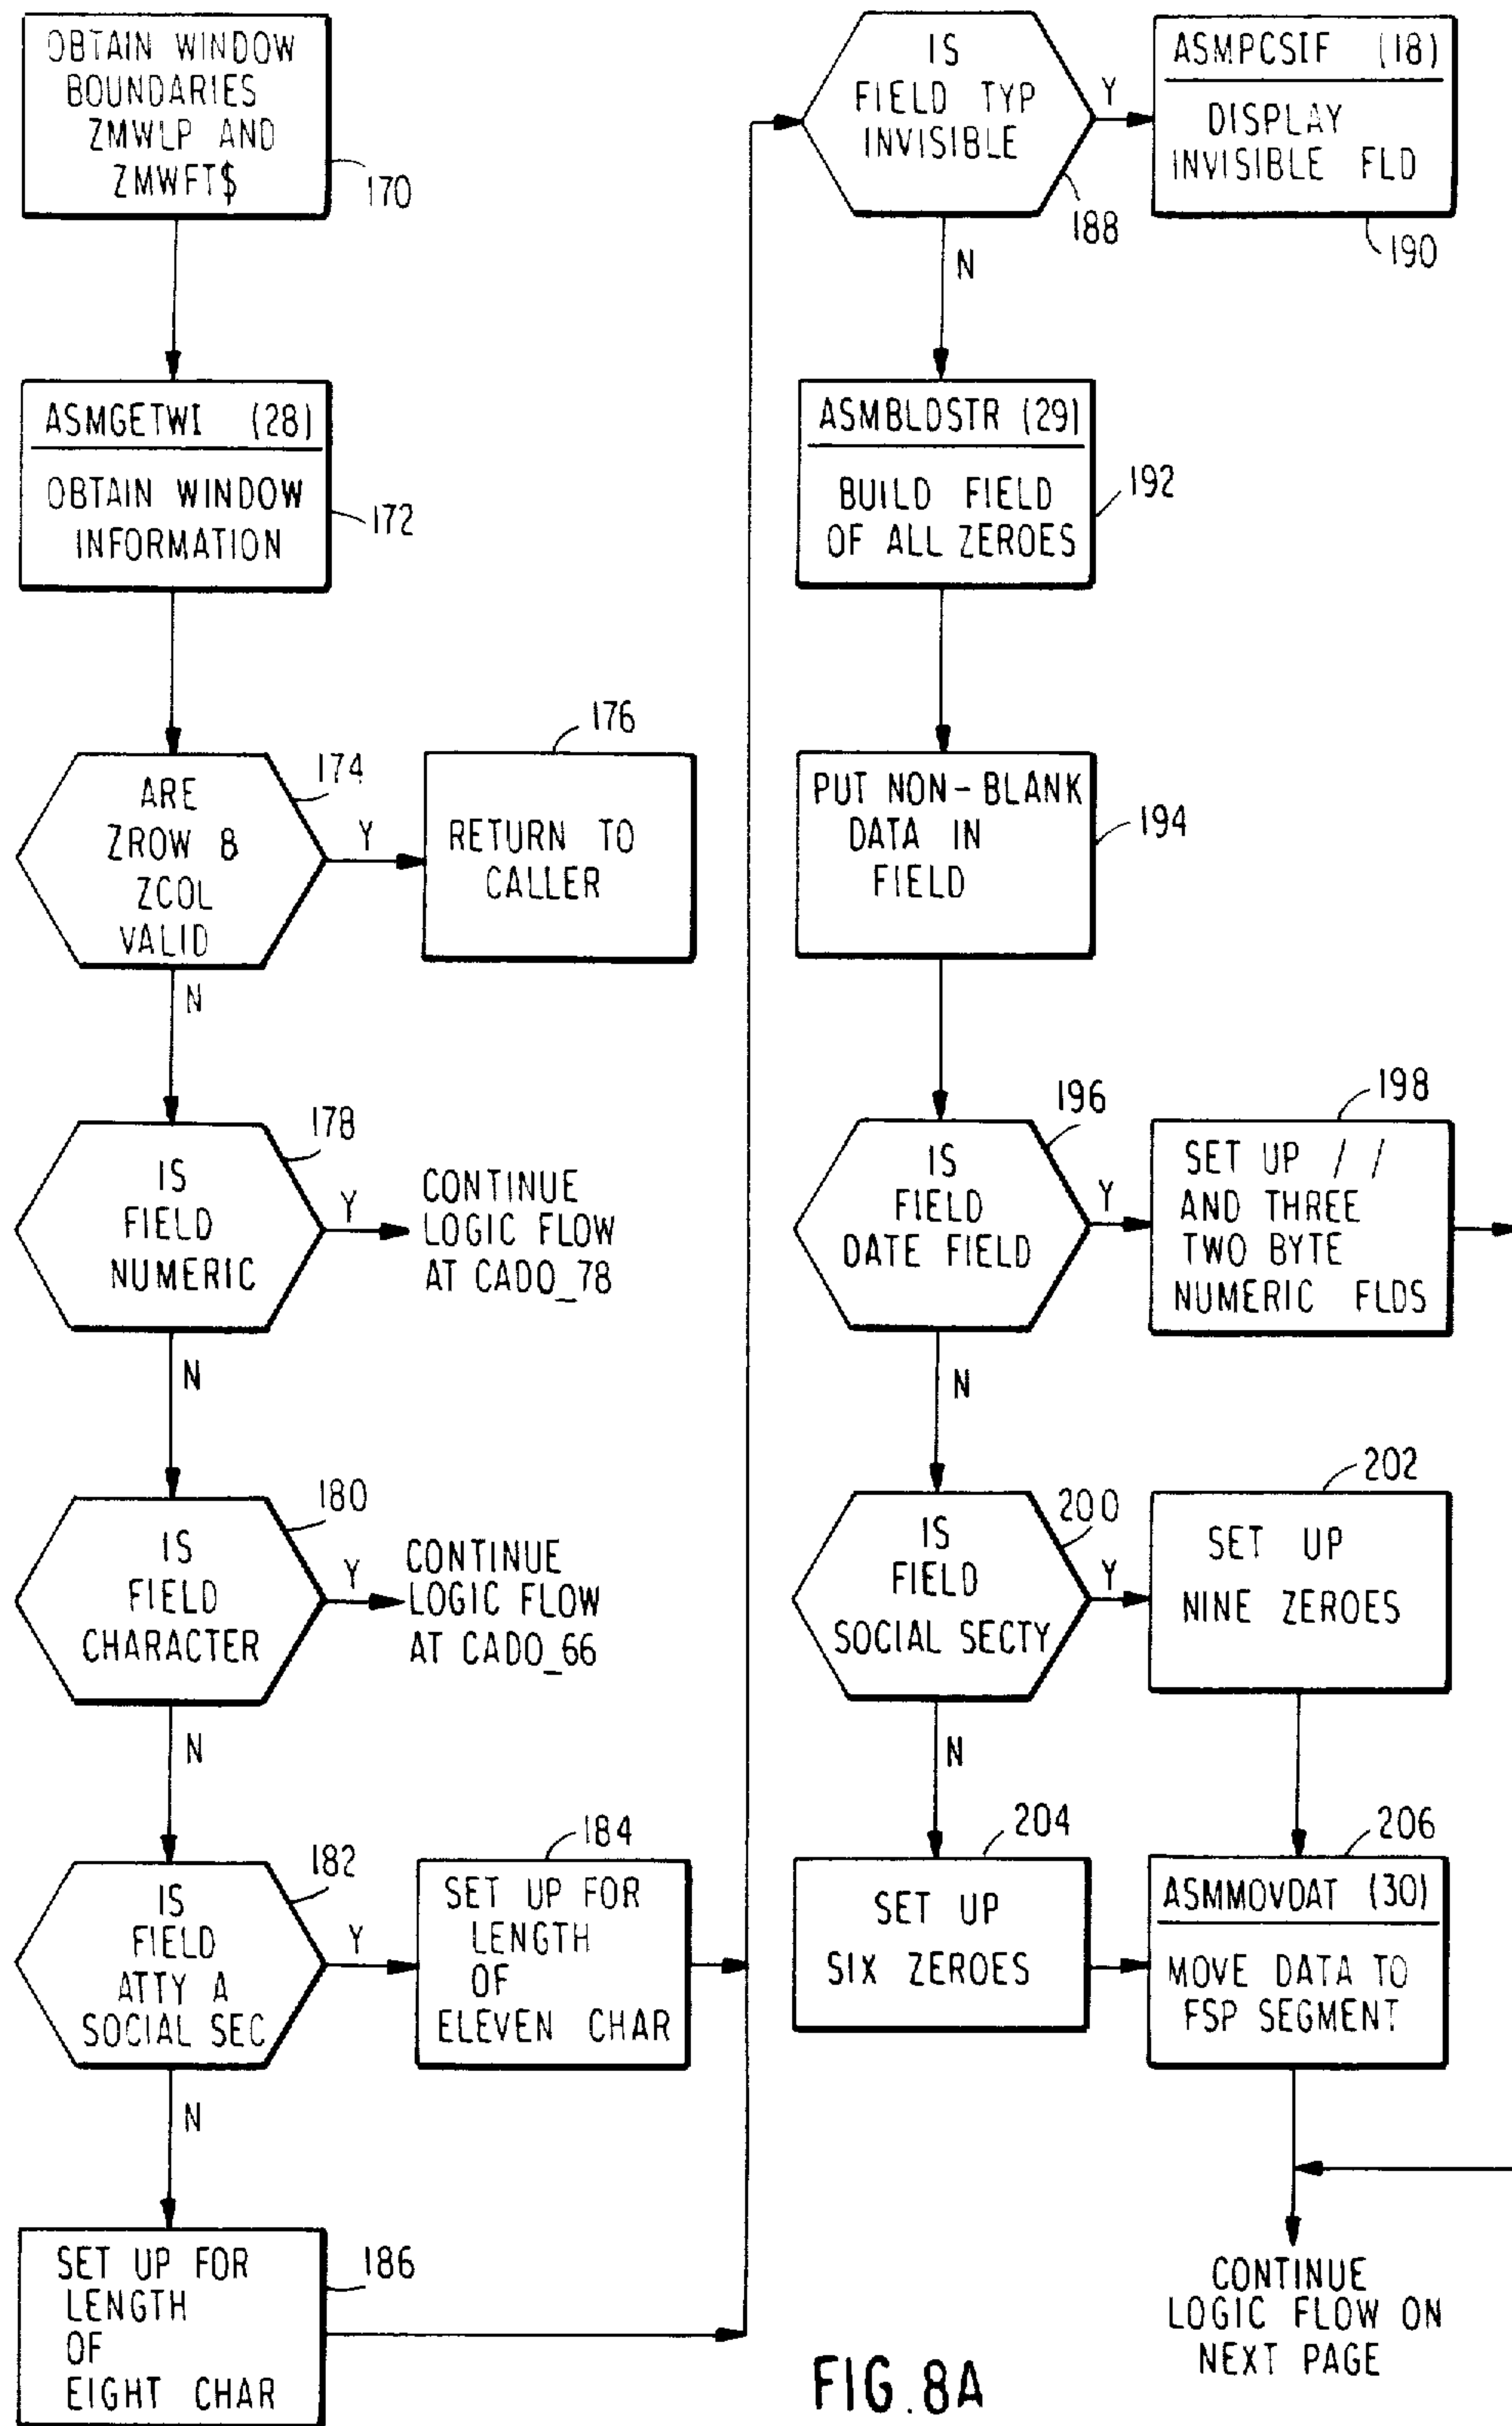 OBTAIN WINDOW
BOUNDARIES
ZMWLP AND
ZMWFT$
170
ASMGETWI (28)
OBTAIN WINDOW
INFORMATION
172
ARE
ZROW &
ZCOL
VALID
174
Y
N
176
RETURN TO
CALLER
IS
FIELD
NUMERIC
178
Y
N
CONTINUE
LOGIC FLOW
AT CADO_78
IS
FIELD
CHARACTER
180
Y
N
CONTINUE
LOGIC FLOW
AT CADO_66
IS
FIELD
ATTY A
SOCIAL SEC
182
Y
N
184
SET UP FOR
LENGTH
OF
ELEVEN CHAR
SET UP FOR
LENGTH
OF
EIGHT CHAR
186
IS
FIELD TYP
INVISIBLE
188
Y
N
ASMPCSIF (18)
DISPLAY
INVISIBLE FLD
190
ASMBLDSTR (29)
BUILD FIELD
OF ALL ZEROES
192
PUT NON-BLANK
DATA IN
FIELD
194
IS
FIELD
DATE FIELD
196
Y
N
198
SET UP / /
AND THREE
TWO BYTE
NUMERIC FLDS
IS
FIELD
SOCIAL SECTY
200
Y
N
202
SET UP
NINE ZEROES
204
SET UP
SIX ZEROES
206
ASMMOVDAT (30)
MOVE DATA TO
FSP SEGMENT
CONTINUE
LOGIC FLOW ON
NEXT PAGE
FIG. 8A